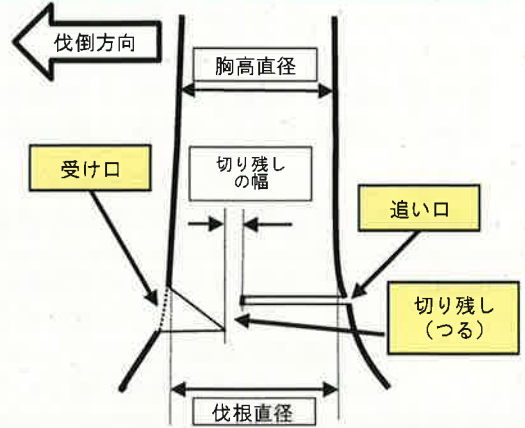 伐倒方向
胸高直径
切り残し
の幅
受け口
追い口
切り残し
(つる)
伐根直径